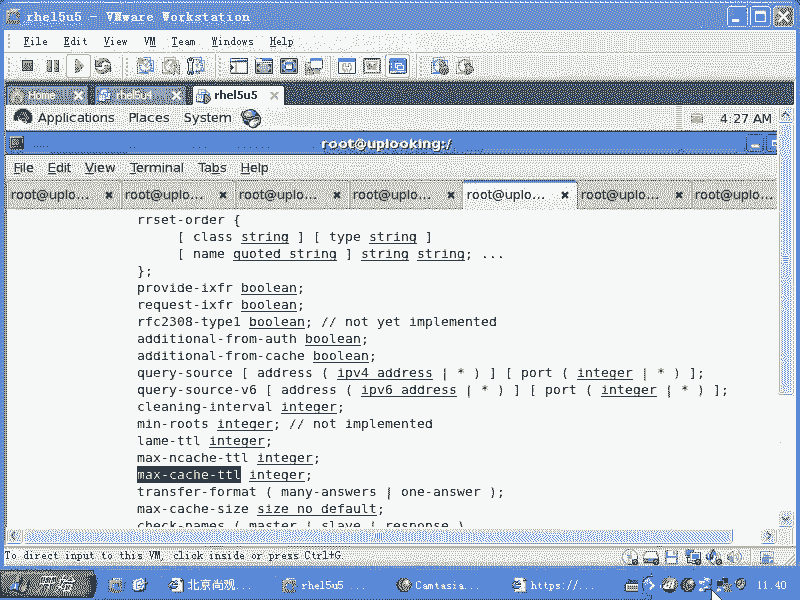 rhel5u5 - VMware Workstation
File Edit View VM Team Windows Help
Home rhel5u4 rhel5u5
Applications Places System 4:27 AM
root@uplooking:/
File Edit View Terminal Tabs Help
root@uplo... root@uplo... root@uplo... root@uplo... root@uplo... root@uplo... root@uplo...
rrset-order {
[ class string ] [ type string ]
[ name quoted_string ] string string; ...
};
provide-ixfr boolean;
request-ixfr boolean;
rfc2308-type1 boolean; // not yet implemented
additional-from-auth boolean;
additional-from-cache boolean;
query-source [ address ( ipv4_address | * ) ] [ port ( integer | * ) ];
query-source-v6 [ address ( ipv6_address | * ) ] [ port ( integer | * ) ];
cleaning-interval integer;
min-roots integer; // not implemented
lame-ttl integer;
max-ncache-ttl integer;
max-cache-ttl integer;
transfer-format ( many-answers | one-answer );
max-cache-size size_no_default;
check-names ( master | slave | response )
To direct input to this VM, click inside or press Ctrl+G.
開始 北京尚观... rhel5u5 ... Camtasia... https://... 11:40